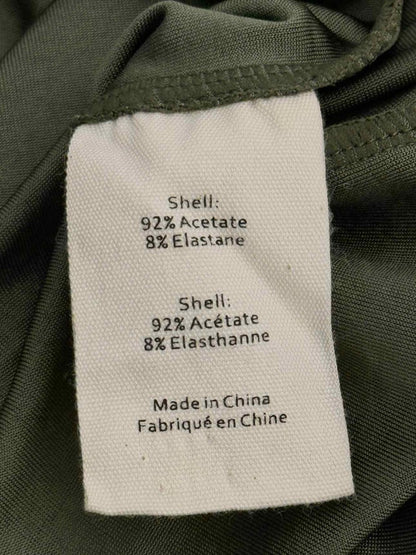 Shell:
92% Acetate
8% Elastane
Shell:
92% Acétate
8% Elasthanne
Made in China
Fabriqué en Chine